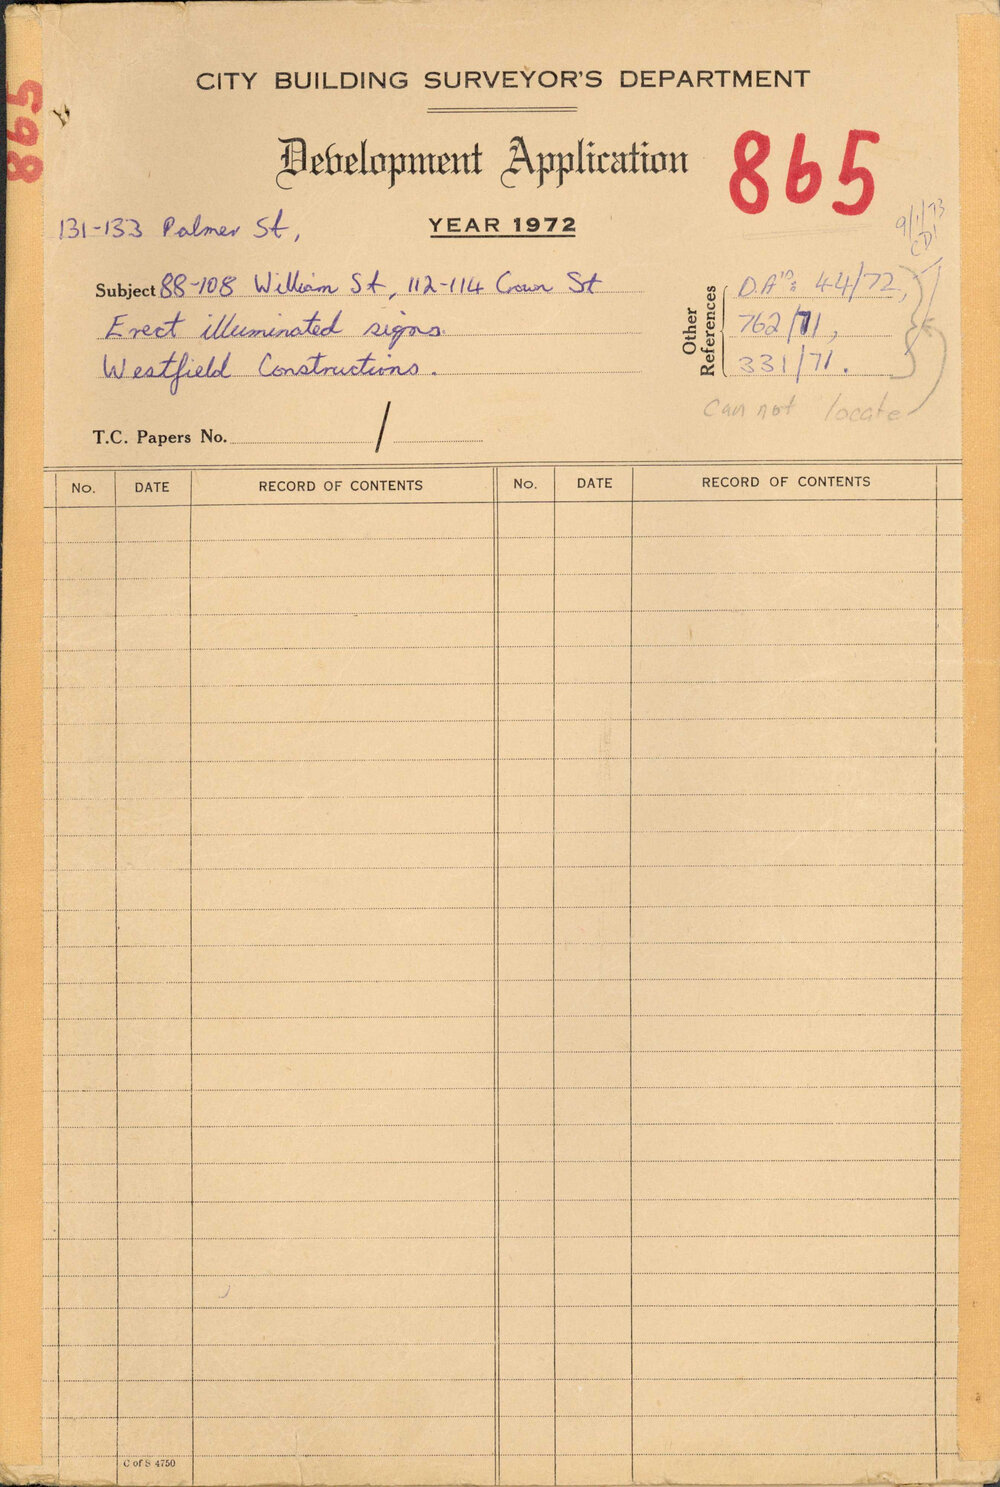 865
CITY BUILDING SURVEYOR'S DEPARTMENT
Development Application
865
131-133 Palmer St,
YEAR 1972
9/1/73
Subject 88-108 William St, 112-114 Crown St
Erect illuminated signs.
Westfield Constructions.
Other References
D.A's: 44/72,
762/71,
331/71.
Can not locate
T.C. Papers No. /
No. DATE RECORD OF CONTENTS No. DATE RECORD OF CONTENTS
C of S 4750